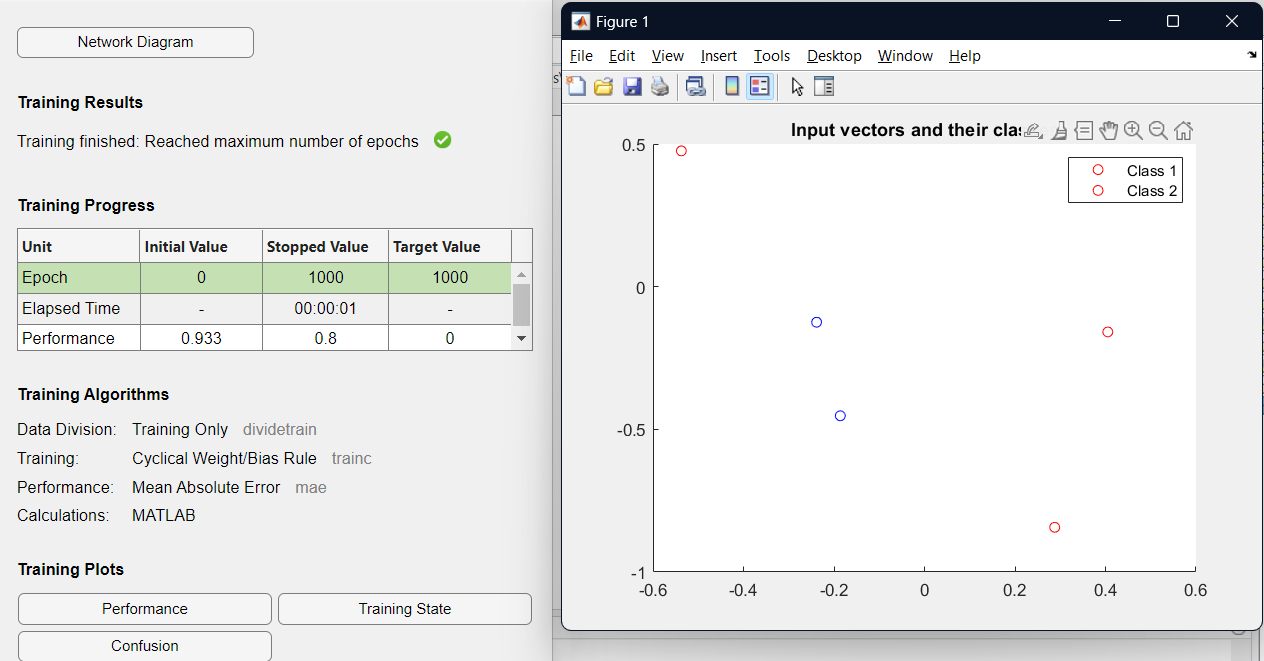 Network Diagram
Training Results
Training finished: Reached maximum number of epochs
Training Progress
Unit Initial Value Stopped Value Target Value
Epoch 0 1000 1000
Elapsed Time - 00:00:01 -
Performance 0.933 0.8 0
Training Algorithms
Data Division: Training Only dividetrain
Training: Cyclical Weight/Bias Rule trainc
Performance: Mean Absolute Error mae
Calculations: MATLAB
Training Plots
Performance Training State
Confusion
Figure 1
File Edit View Insert Tools Desktop Window Help
Input vectors and their clas
Class 1
Class 2
0.5
0
-0.5
-1
-0.6 -0.4 -0.2 0 0.2 0.4 0.6